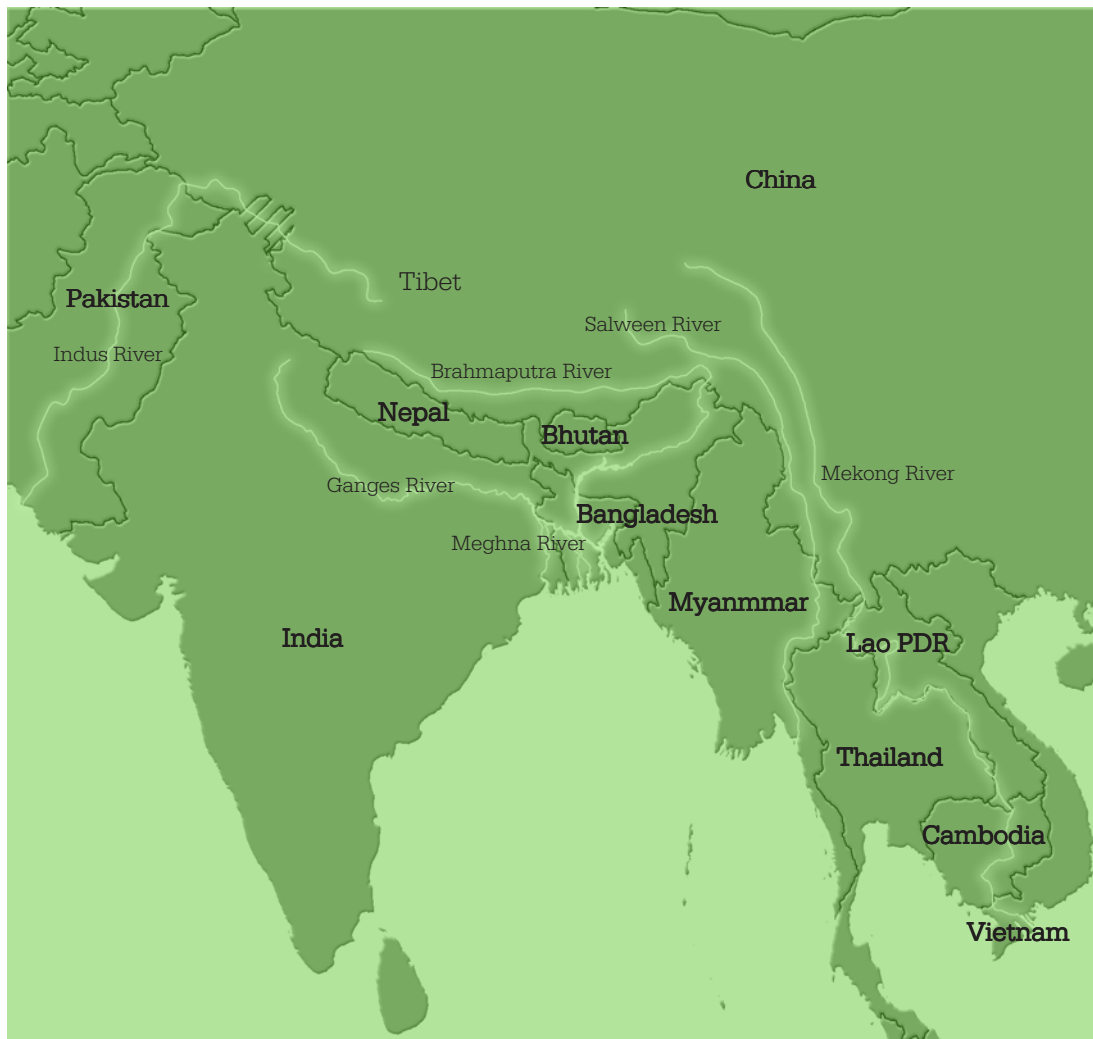 China
Tibet
Pakistan
Salween River
Indus River
Brahmaputra River
Nepal
Bhutan
Mekong River
Ganges River
Bangladesh
Meghna River
Myanmmar
India
Lao PDR
Thailand
Cambodia
Vietnam